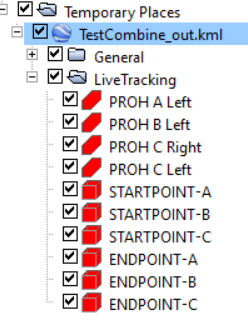 Temporary Places
TestCombine_out.kml
General
LiveTracking
PROH A Left
PROH B Left
PROH C Right
PROH C Left
STARTPOINT-A
STARTPOINT-B
STARTPOINT-C
ENDPOINT-A
ENDPOINT-B
ENDPOINT-C